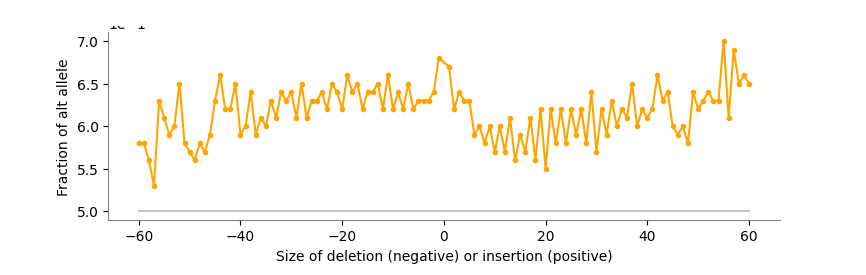 7.0
6.5
6.0
5.5
5.0
Fraction of alt allele
−60 −40 −20 0 20 40 60
Size of deletion (negative) or insertion (positive)